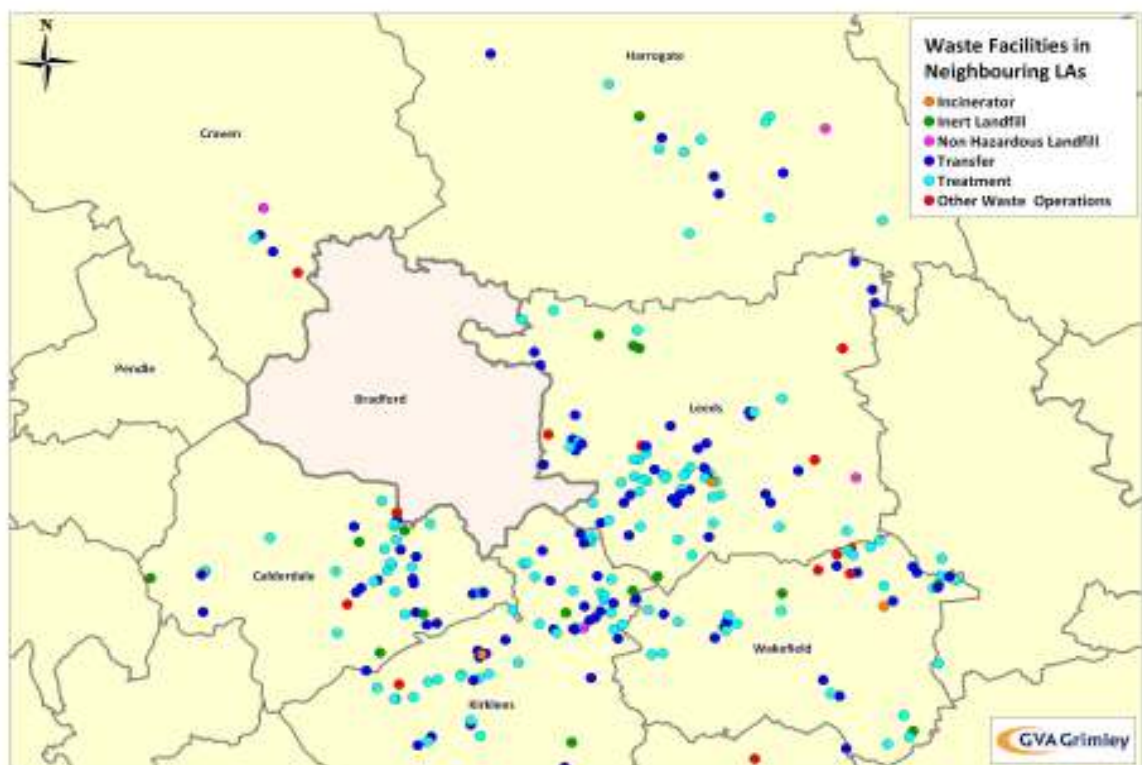 N
Waste Facilities in
Neighbouring LAs
Incinerator
Inert Landfill
Non Hazardous Landfill
Transfer
Treatment
Other Waste Operations
Harrogate
Craven
Pendle
Bradford
Leeds
Calderdale
Wakefield
Kirklees
GVA Grimley